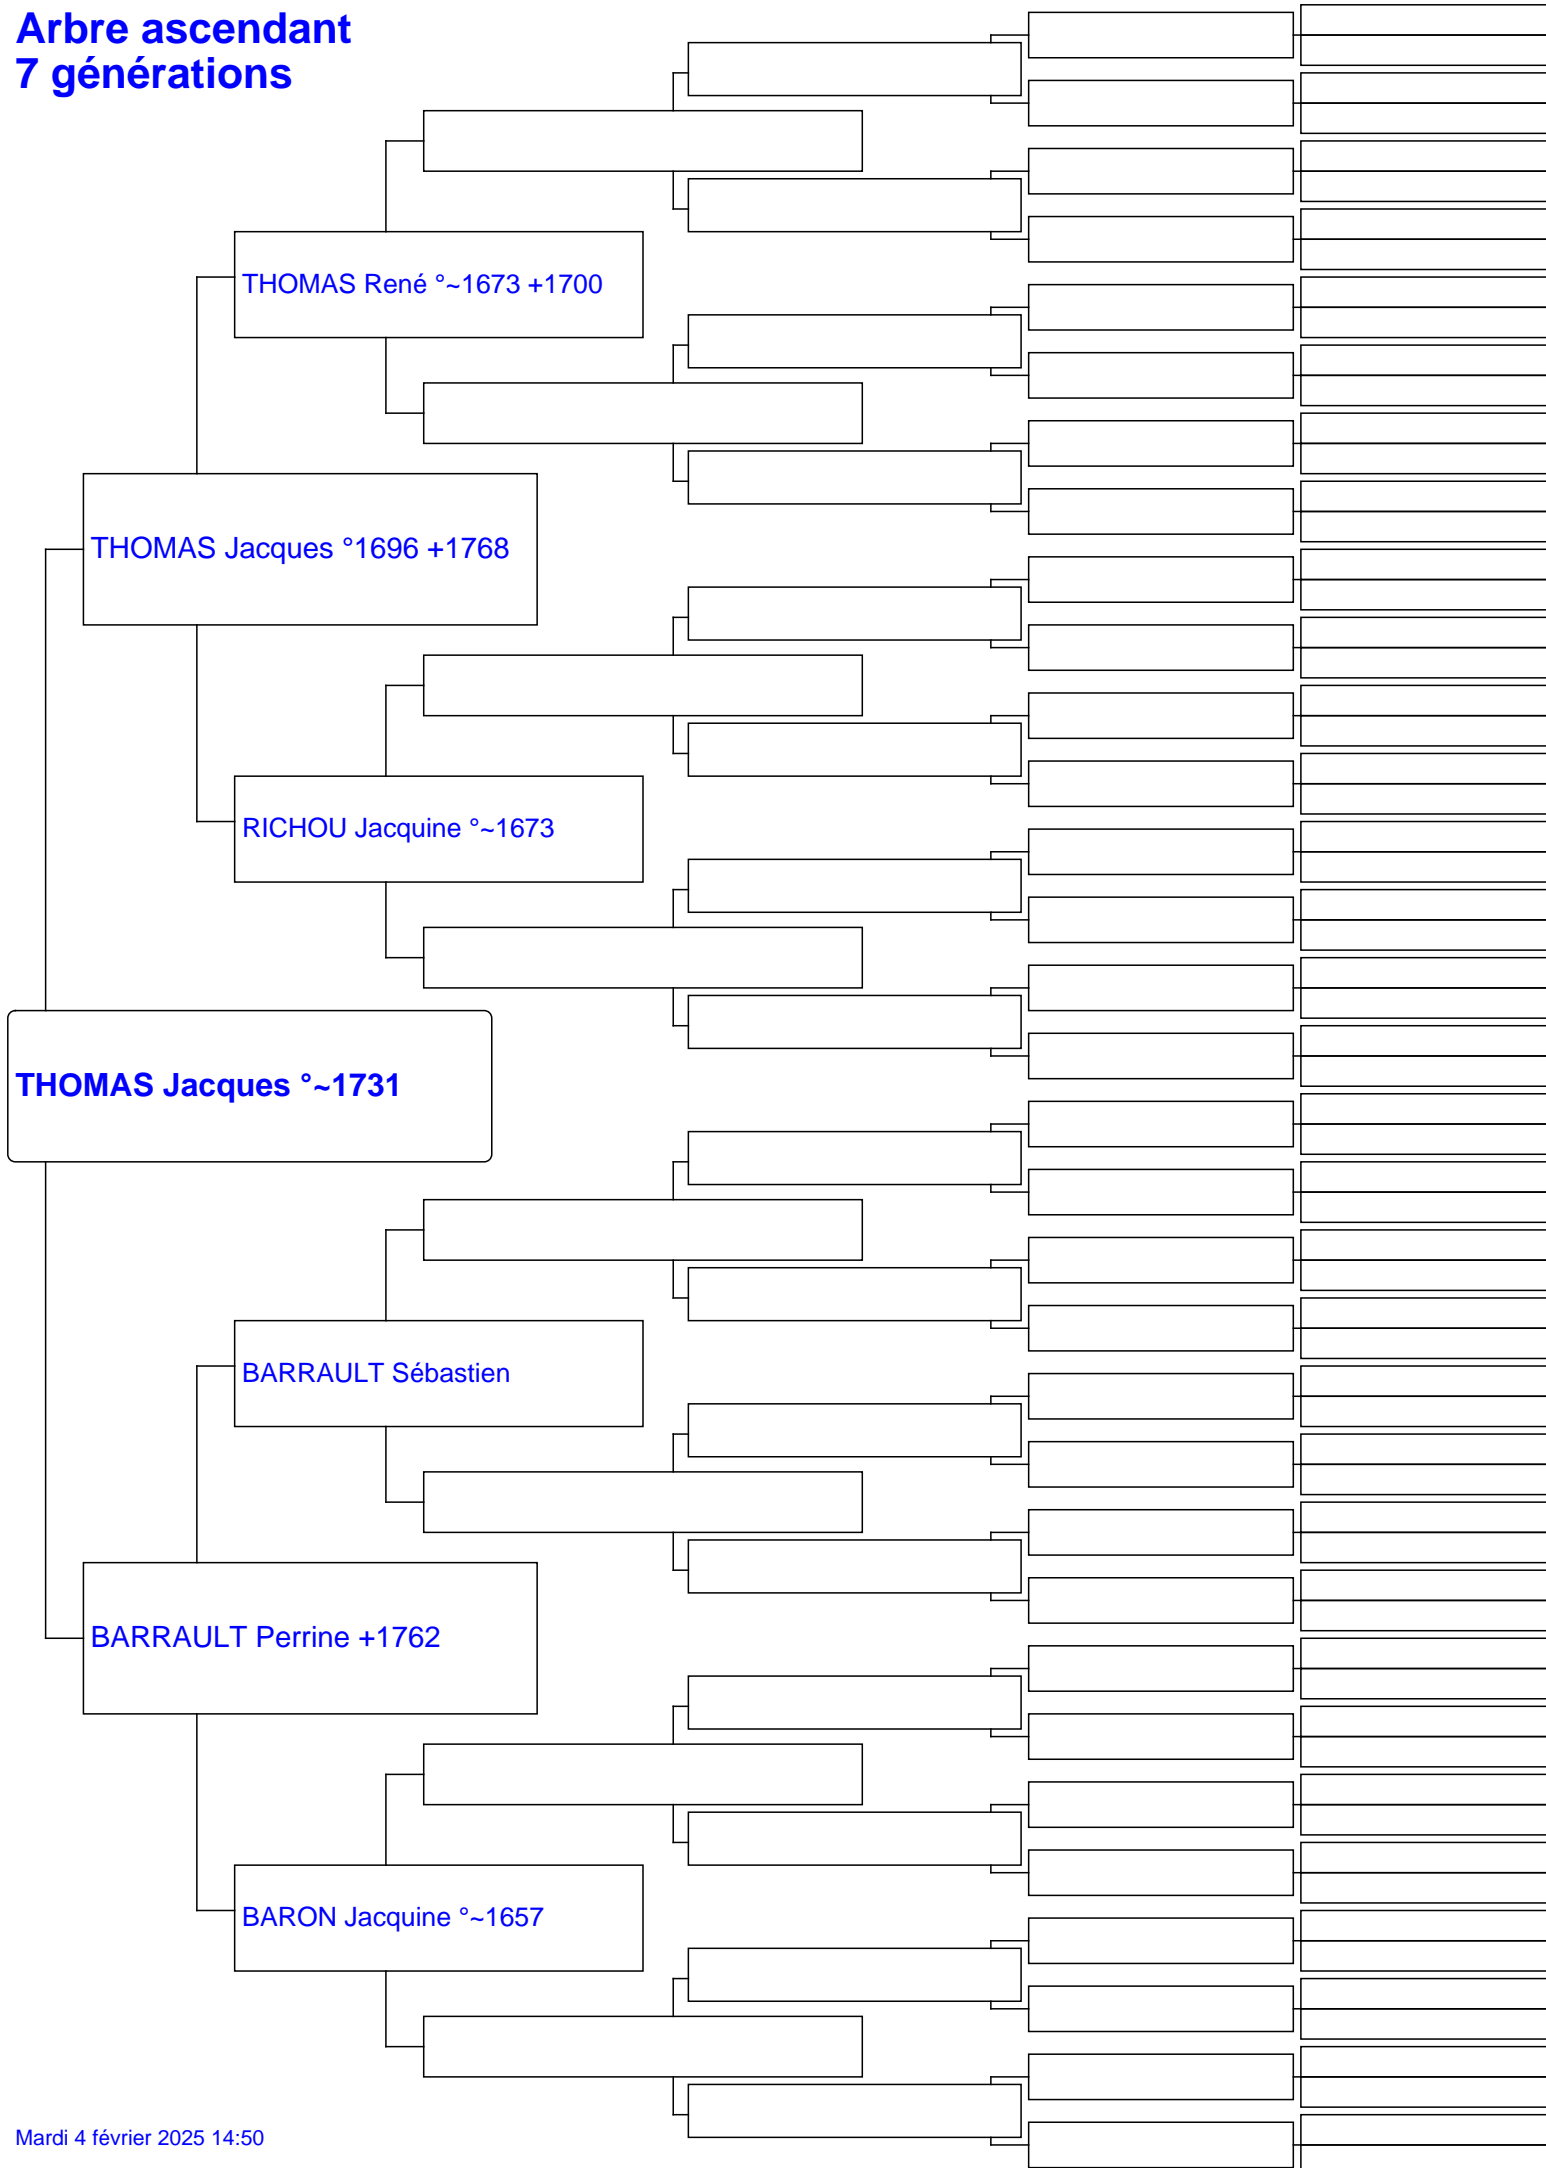 Arbre ascendant
7 générations
THOMAS René °~1673 +1700
THOMAS Jacques °1696 +1768
RICHOU Jacquine °~1673
THOMAS Jacques °~1731
BARRAULT Sébastien
BARRAULT Perrine +1762
BARON Jacquine °~1657
Mardi 4 février 2025 14:50